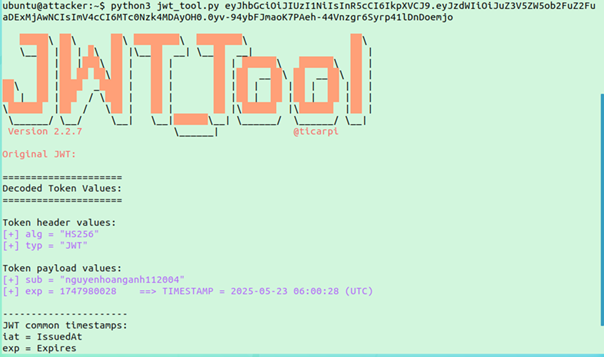 ubuntu@attacker:~$ python3 jwt_tool.py eyJhbGciOiJIUzI1NiIsInR5cCI6IkpXVCJ9.eyJzdWIiOiJuZ3V5ZW5ob2FuZ2Fu
aDExMjAwNCIsImV4cCI6MTc0Nzk4MDAyOH0.0yv-94ybFJmaoK7PAeh-44Vnzgr6Syrp41lDnDoemjo
JWT_Tool
Version 2.2.7 @ticarpi
Original JWT:
=====================
Decoded Token Values:
=====================
Token header values:
[+] alg = "HS256"
[+] typ = "JWT"
Token payload values:
[+] sub = "nguyenhoanganh112004"
[+] exp = 1747980028 ==> TIMESTAMP = 2025-05-23 06:00:28 (UTC)
----------------------
JWT common timestamps:
iat = IssuedAt
exp = Expires